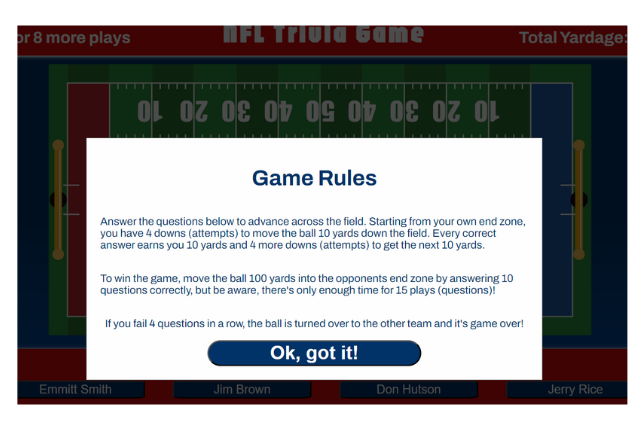 or 8 more plays NFL Trivia Game Total Yardage:
10 20 30 40 50 40 30 20 10
Game Rules
Answer the questions below to advance across the field. Starting from your own end zone,
you have 4 downs (attempts) to move the ball 10 yards down the field. Every correct
answer earns you 10 yards and 4 more downs (attempts) to get the next 10 yards.
To win the game, move the ball 100 yards into the opponents end zone by answering 10
questions correctly, but be aware, there's only enough time for 15 plays (questions)!
If you fail 4 questions in a row, the ball is turned over to the other team and it's game over!
Ok, got it!
Emmitt Smith Jim Brown Don Hutson Jerry Rice